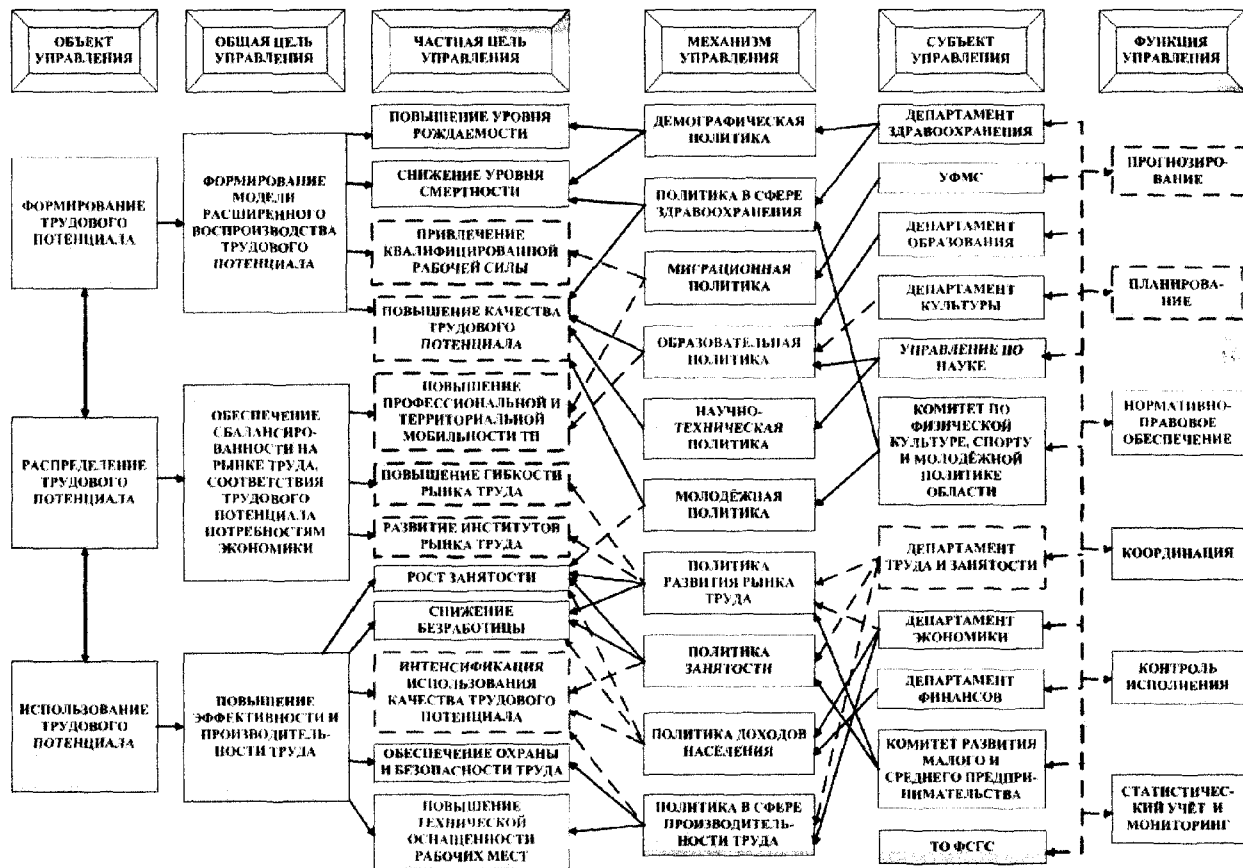 ОБЪЕКТ
УПРАВЛЕНИЯ
ОБЩАЯ ЦЕЛЬ
УПРАВЛЕНИЯ
ЧАСТНАЯ ЦЕЛЬ
УПРАВЛЕНИЯ
МЕХАНИЗМ
УПРАВЛЕНИЯ
СУБЪЕКТ
УПРАВЛЕНИЯ
ФУНКЦИЯ
УПРАВЛЕНИЯ
ФОРМИРОВАНИЕ
ТРУДОВОГО
ПОТЕНЦИАЛА
РАСПРЕДЕЛЕНИЕ
ТРУДОВОГО
ПОТЕНЦИАЛА
ИСПОЛЬЗОВАНИЕ
ТРУДОВОГО
ПОТЕНЦИАЛА
ФОРМИРОВАНИЕ
МОДЕЛИ
РАСШИРЕННОГО
ВОСПРОИЗВОДСТВА
ТРУДОВОГО
ПОТЕНЦИАЛА
ОБЕСПЕЧЕНИЕ
СБАЛАНСИРО-
ВАННОСТИ НА
РЫНКЕ ТРУДА,
СООТВЕТСТВИЯ
ТРУДОВОГО
ПОТЕНЦИАЛА
ПОТРЕБНОСТЯМ
ЭКОНОМИКИ
ПОВЫШЕНИЕ
ЭФФЕКТИВНОСТИ И
ПРОИЗВОДИТЕЛЬ-
НОСТИ ТРУДА
ПОВЫШЕНИЕ УРОВНЯ
РОЖДАЕМОСТИ
СНИЖЕНИЕ УРОВНЯ
СМЕРТНОСТИ
ПРИВЛЕЧЕНИЕ
КВАЛИФИЦИРОВАННОЙ
РАБОЧЕЙ СИЛЫ
ПОВЫШЕНИЕ КАЧЕСТВА
ТРУДОВОГО
ПОТЕНЦИАЛА
ПОВЫШЕНИЕ
ПРОФЕССИОНАЛЬНОЙ И
ТЕРРИТОРИАЛЬНОЙ
МОБИЛЬНОСТИ ТП
ПОВЫШЕНИЕ ГИБКОСТИ
РЫНКА ТРУДА
РАЗВИТИЕ ИНСТИТУТОВ
РЫНКА ТРУДА
РОСТ ЗАНЯТОСТИ
СНИЖЕНИЕ
БЕЗРАБОТИЦЫ
ИНТЕНСИФИКАЦИЯ
ИСПОЛЬЗОВАНИЯ
КАЧЕСТВА ТРУДОВОГО
ПОТЕНЦИАЛА
ОБЕСПЕЧЕНИЕ ОХРАНЫ
И БЕЗОПАСНОСТИ ТРУДА
ПОВЫШЕНИЕ
ТЕХНИЧЕСКОЙ
ОСНАЩЕННОСТИ
РАБОЧИХ МЕСТ
ДЕМОГРАФИЧЕСКАЯ
ПОЛИТИКА
ПОЛИТИКА В СФЕРЕ
ЗДРАВООХРАНЕНИЯ
МИГРАЦИОННАЯ
ПОЛИТИКА
ОБРАЗОВАТЕЛЬНАЯ
ПОЛИТИКА
НАУЧНО-
ТЕХНИЧЕСКАЯ
ПОЛИТИКА
МОЛОДЁЖНАЯ
ПОЛИТИКА
ПОЛИТИКА
РАЗВИТИЯ РЫНКА
ТРУДА
ПОЛИТИКА
ЗАНЯТОСТИ
ПОЛИТИКА ДОХОДОВ
НАСЕЛЕНИЯ
ПОЛИТИКА В СФЕРЕ
ПРОИЗВОДИТЕЛЬ-
НОСТИ ТРУДА
ДЕПАРТАМЕНТ
ЗДРАВООХРАНЕНИЯ
УФМС
ДЕПАРТАМЕНТ
ОБРАЗОВАНИЯ
ДЕПАРТАМЕНТ
КУЛЬТУРЫ
УПРАВЛЕНИЕ ПО
НАУКЕ
КОМИТЕТ ПО
ФИЗИЧЕСКОЙ
КУЛЬТУРЕ, СПОРТУ
И МОЛОДЁЖНОЙ
ПОЛИТИКЕ
ОБЛАСТИ
ДЕПАРТАМЕНТ
ТРУДА И ЗАНЯТОСТИ
ДЕПАРТАМЕНТ
ЭКОНОМИКИ
ДЕПАРТАМЕНТ
ФИНАНСОВ
КОМИТЕТ РАЗВИТИЯ
МАЛОГО И
СРЕДНЕГО ПРЕДПРИ-
НИМАТЕЛЬСТВА
ТО ФСГС
ПРОГНОЗИРО-
ВАНИЕ
ПЛАНИРОВА-
НИЕ
НОРМАТИВНО-
ПРАВОВОЕ
ОБЕСПЕЧЕНИЕ
КООРДИНАЦИЯ
КОНТРОЛЬ
ИСПОЛНЕНИЯ
СТАТИСТИЧЕС-
КИЙ УЧЁТ И
МОНИТОРИНГ